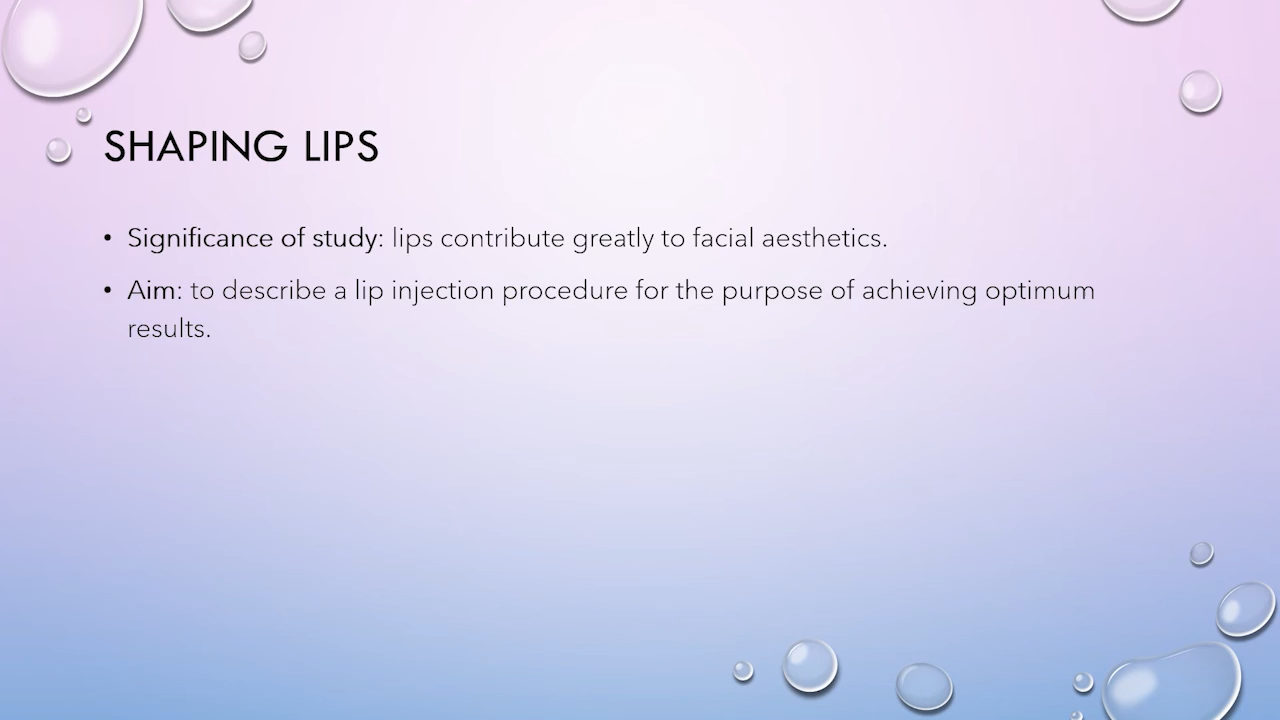 SHAPING LIPS
• Significance of study: lips contribute greatly to facial aesthetics.
• Aim: to describe a lip injection procedure for the purpose of achieving optimum
results.